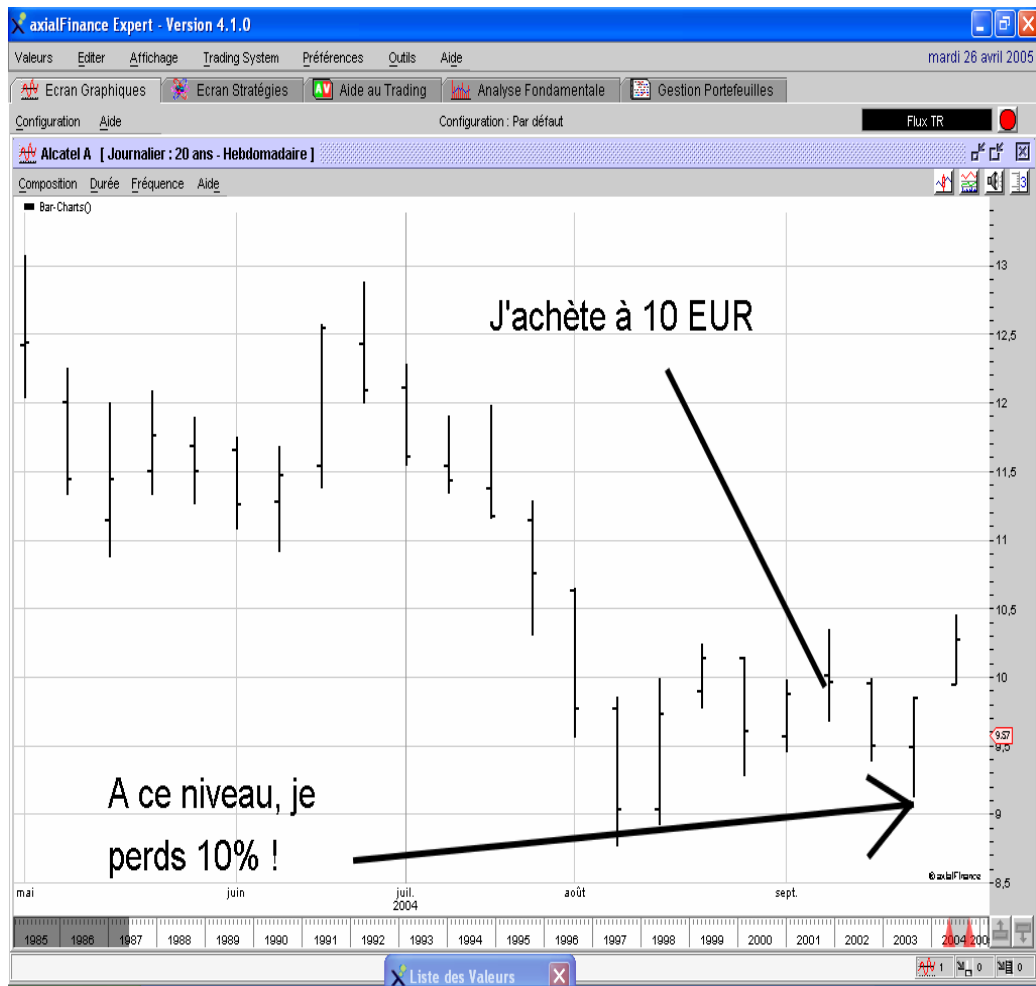 axialFinance Expert - Version 4.1.0
Valeurs Editer Affichage Trading System Préférences Outils Aide mardi 26 avril 2005
Ecran Graphiques Ecran Stratégies Aide au Trading Analyse Fondamentale Gestion Portefeuilles
Configuration Aide Configuration : Par défaut Flux TR
Alcatel A [ Journalier : 20 ans - Hebdomadaire ]
Composition Durée Fréquence Aide
Bar-Charts()
13
J'achète à 10 EUR
12,5
12
11,5
11
10,5
10
9.57
9,5
A ce niveau, je
perds 10% !
9
8,5
© axialFinance
mai juin juil. août sept.
2004
1985 1986 1987 1988 1989 1990 1991 1992 1993 1994 1995 1996 1997 1998 1999 2000 2001 2002 2003 2004 200
1 0 0
Liste des Valeurs